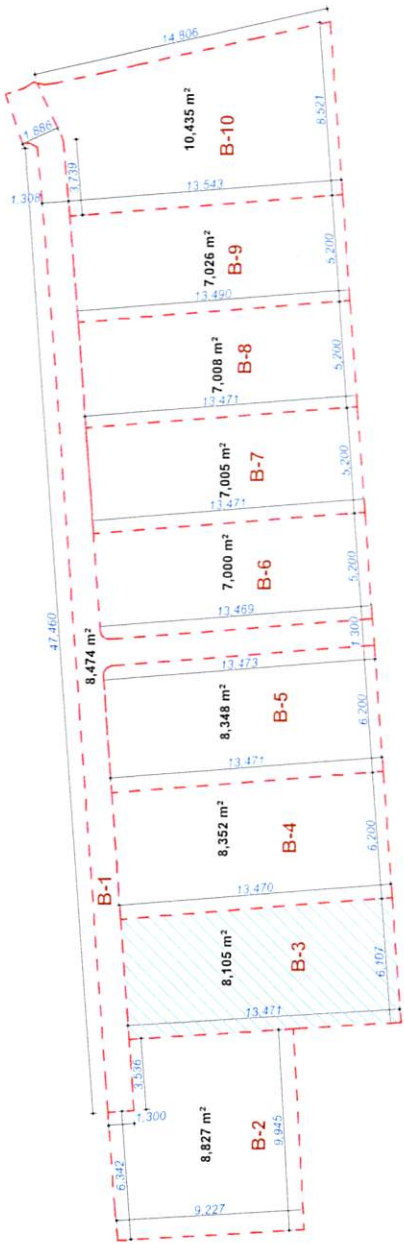 14,806
1,886
1,308
3,739
10,435 m²
B-10
8,521
13,543
7,026 m²
B-9
5,200
13,490
7,008 m²
B-8
5,200
13,471
7,005 m²
B-7
5,200
13,471
7,000 m²
B-6
5,200
13,469
47,460
8,474 m²
1,300
13,473
8,348 m²
B-5
6,200
13,471
8,352 m²
B-4
6,200
13,470
B-1
8,105 m²
B-3
6,107
13,471
3,536
1,300
6,342
8,827 m²
B-2
9,945
9,227